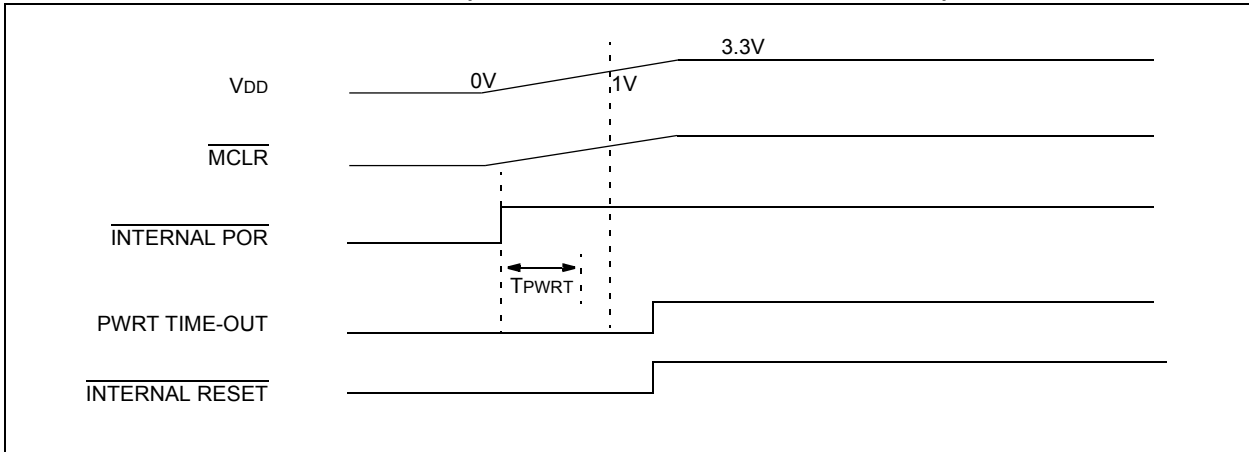 3.3V
0V
1V
VDD
MCLR
INTERNAL POR
TPWRT
PWRT TIME-OUT
INTERNAL RESET